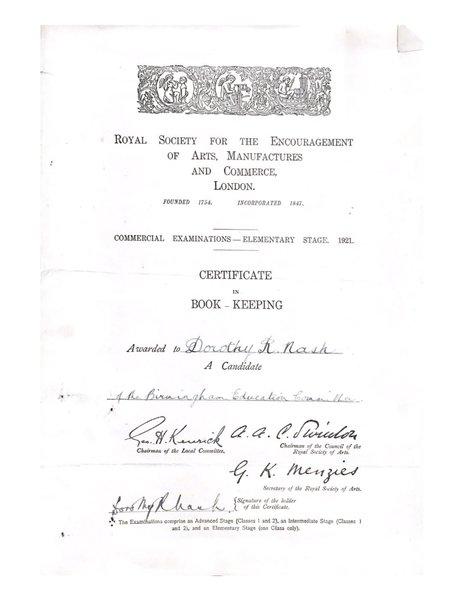 ROYAL SOCIETY FOR THE ENCOURAGEMENT
OF ARTS, MANUFACTURES
AND COMMERCE,
LONDON.
FOUNDED 1754. INCORPORATED 1847.
COMMERCIAL EXAMINATIONS — ELEMENTARY STAGE. 1921.
CERTIFICATE
IN
BOOK - KEEPING
Awarded to Dorothy K. Nash
A Candidate
of the Birmingham Education Committee.
Geo. H. Kenrick A. A. C. Swinton
Chairman of the Local Committee. Chairman of the Council of the
Royal Society of Arts.
G. K. Menzies
Secretary of the Royal Society of Arts.
Dorothy K Nash { Signature of the holder
of this Certificate.
*The Examinations comprise an Advanced Stage (Classes 1 and 2), an Intermediate Stage (Classes 1
and 2), and an Elementary Stage (one Class only).